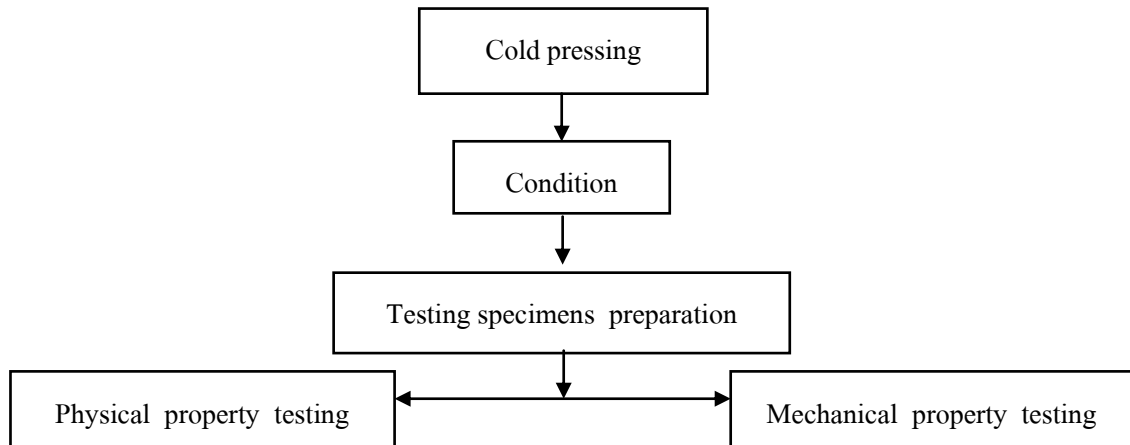 Cold pressing
Condition
Testing specimens preparation
Physical property testing
Mechanical property testing